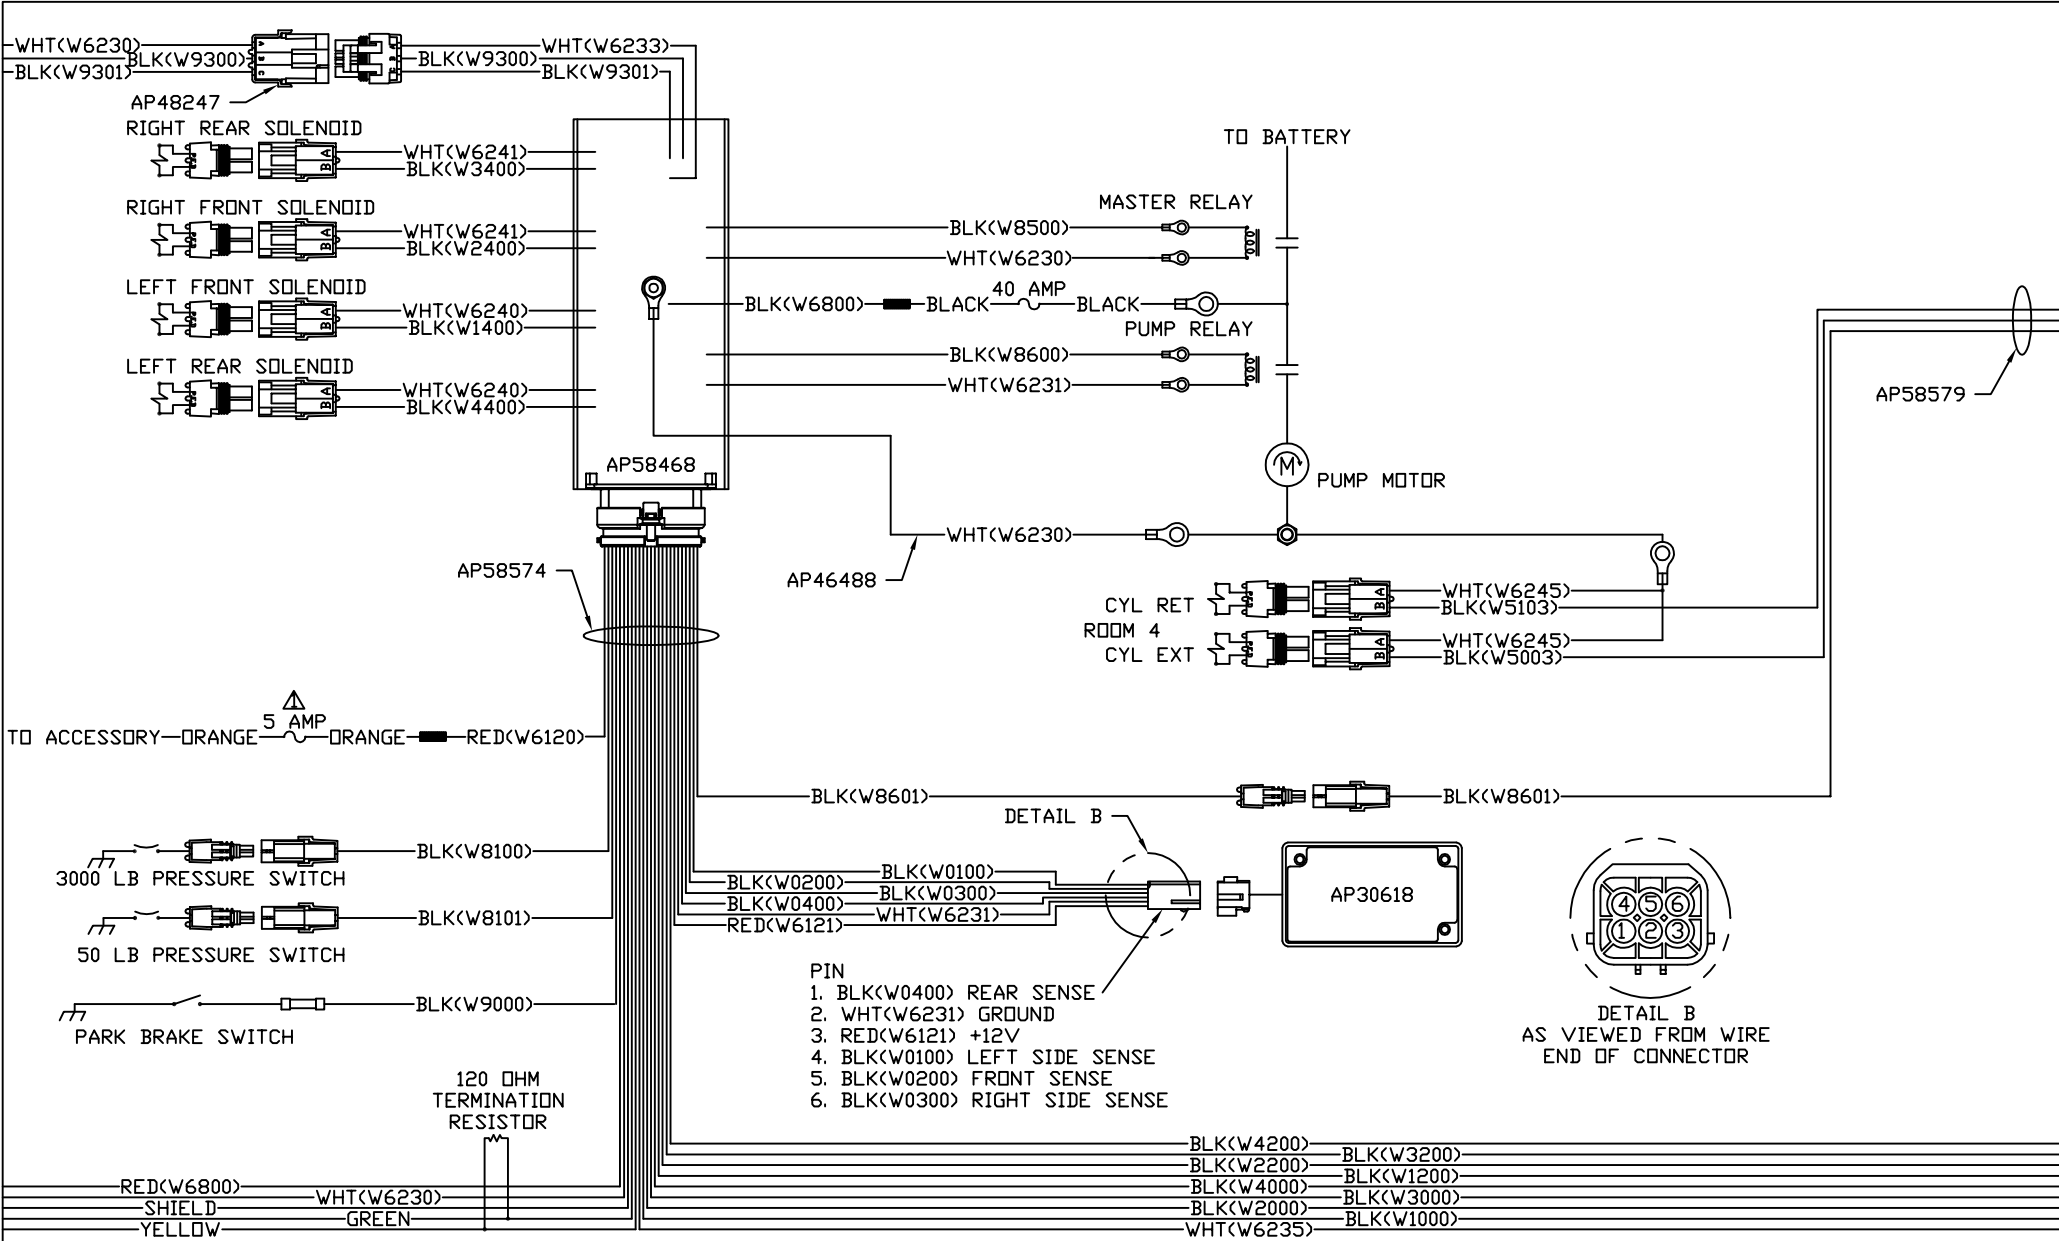 WHT(W6230)
BLK(W9300)
BLK(W9301)
A
B
C
WHT(W6233)
BLK(W9300)
BLK(W9301)
AP48247
RIGHT REAR SOLENOID
A
B
WHT(W6241)
BLK(W3400)
RIGHT FRONT SOLENOID
A
B
WHT(W6241)
BLK(W2400)
LEFT FRONT SOLENOID
A
B
WHT(W6240)
BLK(W1400)
LEFT REAR SOLENOID
A
B
WHT(W6240)
BLK(W4400)
AP58468
TO BATTERY
MASTER RELAY
BLK(W8500)
WHT(W6230)
BLK(W6800)
BLACK
40 AMP
BLACK
PUMP RELAY
BLK(W8600)
WHT(W6231)
M
PUMP MOTOR
WHT(W6230)
AP46488
AP58579
AP58574
CYL RET
ROOM 4
CYL EXT
A
B
WHT(W6245)
BLK(W5103)
A
B
WHT(W6245)
BLK(W5003)
1
5 AMP
TO ACCESSORY
ORANGE
ORANGE
RED(W6120)
BLK(W8601)
BLK(W8601)
DETAIL B
BLK(W8100)
3000 LB PRESSURE SWITCH
BLK(W8101)
50 LB PRESSURE SWITCH
BLK(W9000)
PARK BRAKE SWITCH
BLK(W0100)
BLK(W0200)
BLK(W0300)
BLK(W0400)
WHT(W6231)
RED(W6121)
AP30618
4 5 6
1 2 3
DETAIL B
AS VIEWED FROM WIRE
END OF CONNECTOR
PIN
1. BLK(W0400) REAR SENSE
2. WHT(W6231) GROUND
3. RED(W6121) +12V
4. BLK(W0100) LEFT SIDE SENSE
5. BLK(W0200) FRONT SENSE
6. BLK(W0300) RIGHT SIDE SENSE
120 OHM
TERMINATION
RESISTOR
RED(W6800)
WHT(W6230)
SHIELD
GREEN
YELLOW
BLK(W4200)
BLK(W3200)
BLK(W2200)
BLK(W1200)
BLK(W4000)
BLK(W3000)
BLK(W2000)
BLK(W1000)
WHT(W6235)